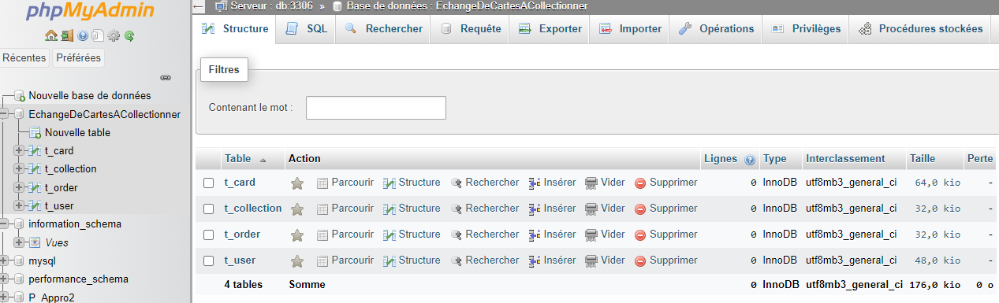 phpMyAdmin
Récentes Préférées
Nouvelle base de données
EchangeDeCartesACollectionner
Nouvelle table
t_card
t_collection
t_order
t_user
information_schema
Vues
mysql
performance_schema
P_Appro2
Serveur : db:3306 » Base de données : EchangeDeCartesACollectionner
Structure SQL Rechercher Requête Exporter Importer Opérations Privilèges Procédures stockées
Filtres
Contenant le mot :
Table Action Lignes Type Interclassement Taille Perte
t_card Parcourir Structure Rechercher Insérer Vider Supprimer 0 InnoDB utf8mb3_general_ci 64,0 kio -
t_collection Parcourir Structure Rechercher Insérer Vider Supprimer 0 InnoDB utf8mb3_general_ci 32,0 kio -
t_order Parcourir Structure Rechercher Insérer Vider Supprimer 0 InnoDB utf8mb3_general_ci 32,0 kio -
t_user Parcourir Structure Rechercher Insérer Vider Supprimer 0 InnoDB utf8mb3_general_ci 48,0 kio -
4 tables Somme 0 InnoDB utf8mb3_general_ci 176,0 kio 0 o